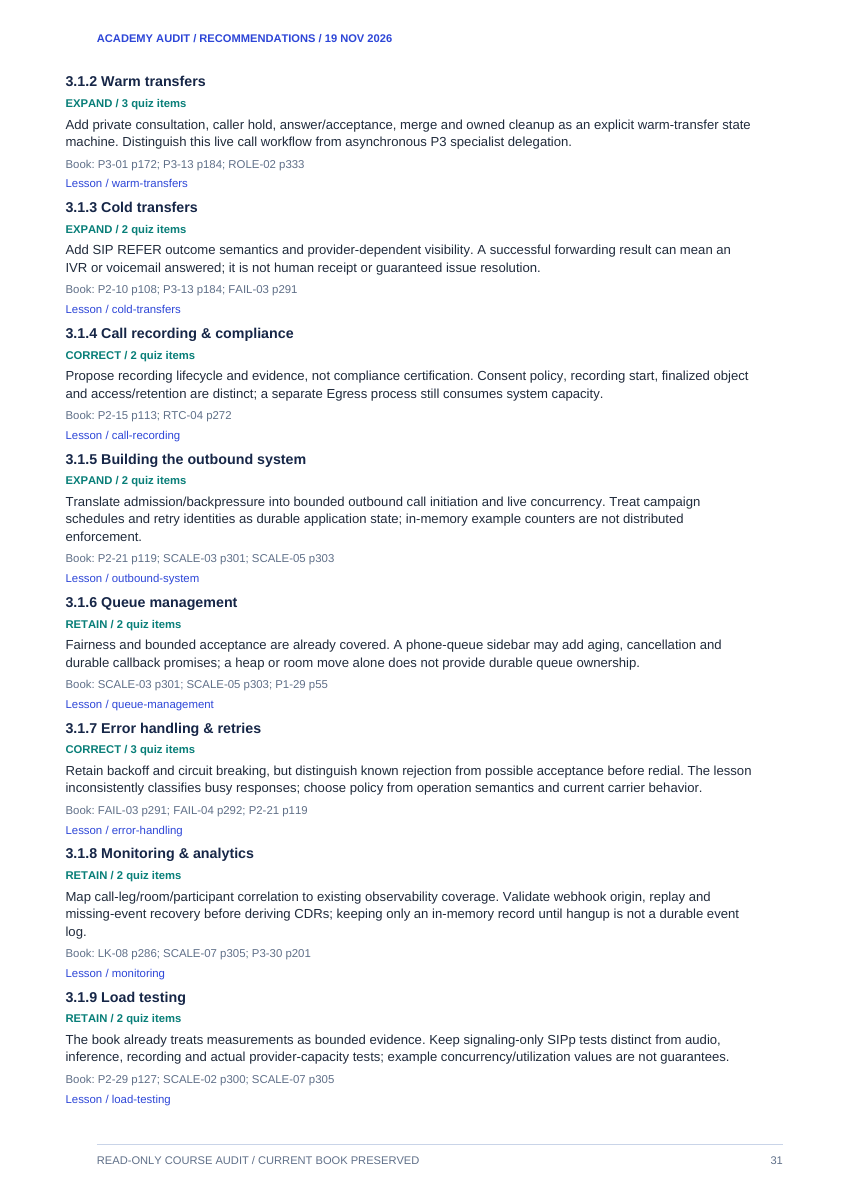 ACADEMY AUDIT / RECOMMENDATIONS / 19 NOV 2026
3.1.2 Warm transfers
EXPAND / 3 quiz items
Add private consultation, caller hold, answer/acceptance, merge and owned cleanup as an explicit warm-transfer state
machine. Distinguish this live call workflow from asynchronous P3 specialist delegation.
Book: P3-01 p172; P3-13 p184; ROLE-02 p333
Lesson / warm-transfers
3.1.3 Cold transfers
EXPAND / 2 quiz items
Add SIP REFER outcome semantics and provider-dependent visibility. A successful forwarding result can mean an
IVR or voicemail answered; it is not human receipt or guaranteed issue resolution.
Book: P2-10 p108; P3-13 p184; FAIL-03 p291
Lesson / cold-transfers
3.1.4 Call recording & compliance
CORRECT / 2 quiz items
Propose recording lifecycle and evidence, not compliance certification. Consent policy, recording start, finalized object
and access/retention are distinct; a separate Egress process still consumes system capacity.
Book: P2-15 p113; RTC-04 p272
Lesson / call-recording
3.1.5 Building the outbound system
EXPAND / 2 quiz items
Translate admission/backpressure into bounded outbound call initiation and live concurrency. Treat campaign
schedules and retry identities as durable application state; in-memory example counters are not distributed
enforcement.
Book: P2-21 p119; SCALE-03 p301; SCALE-05 p303
Lesson / outbound-system
3.1.6 Queue management
RETAIN / 2 quiz items
Fairness and bounded acceptance are already covered. A phone-queue sidebar may add aging, cancellation and
durable callback promises; a heap or room move alone does not provide durable queue ownership.
Book: SCALE-03 p301; SCALE-05 p303; P1-29 p55
Lesson / queue-management
3.1.7 Error handling & retries
CORRECT / 3 quiz items
Retain backoff and circuit breaking, but distinguish known rejection from possible acceptance before redial. The lesson
inconsistently classifies busy responses; choose policy from operation semantics and current carrier behavior.
Book: FAIL-03 p291; FAIL-04 p292; P2-21 p119
Lesson / error-handling
3.1.8 Monitoring & analytics
RETAIN / 2 quiz items
Map call-leg/room/participant correlation to existing observability coverage. Validate webhook origin, replay and
missing-event recovery before deriving CDRs; keeping only an in-memory record until hangup is not a durable event
log.
Book: LK-08 p286; SCALE-07 p305; P3-30 p201
Lesson / monitoring
3.1.9 Load testing
RETAIN / 2 quiz items
The book already treats measurements as bounded evidence. Keep signaling-only SIPp tests distinct from audio,
inference, recording and actual provider-capacity tests; example concurrency/utilization values are not guarantees.
Book: P2-29 p127; SCALE-02 p300; SCALE-07 p305
Lesson / load-testing
READ-ONLY COURSE AUDIT / CURRENT BOOK PRESERVED
31